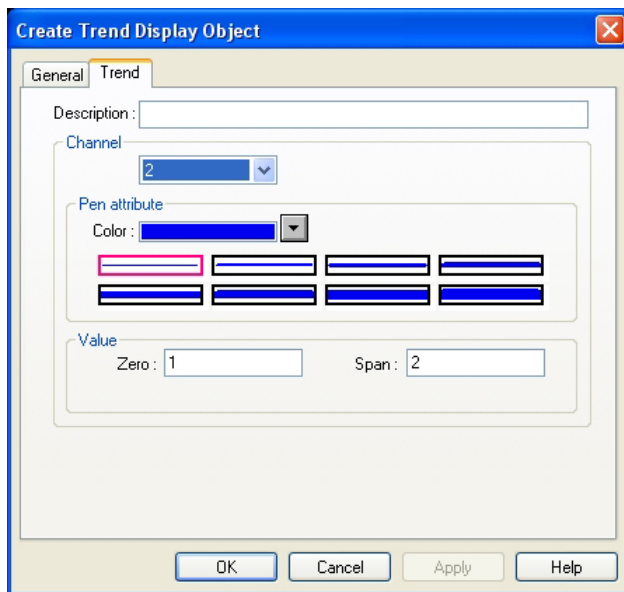 Create Trend Display Object
General Trend
Description :
Channel
2
Pen attribute
Color :
Value
Zero : 1 Span : 2
OK Cancel Apply Help